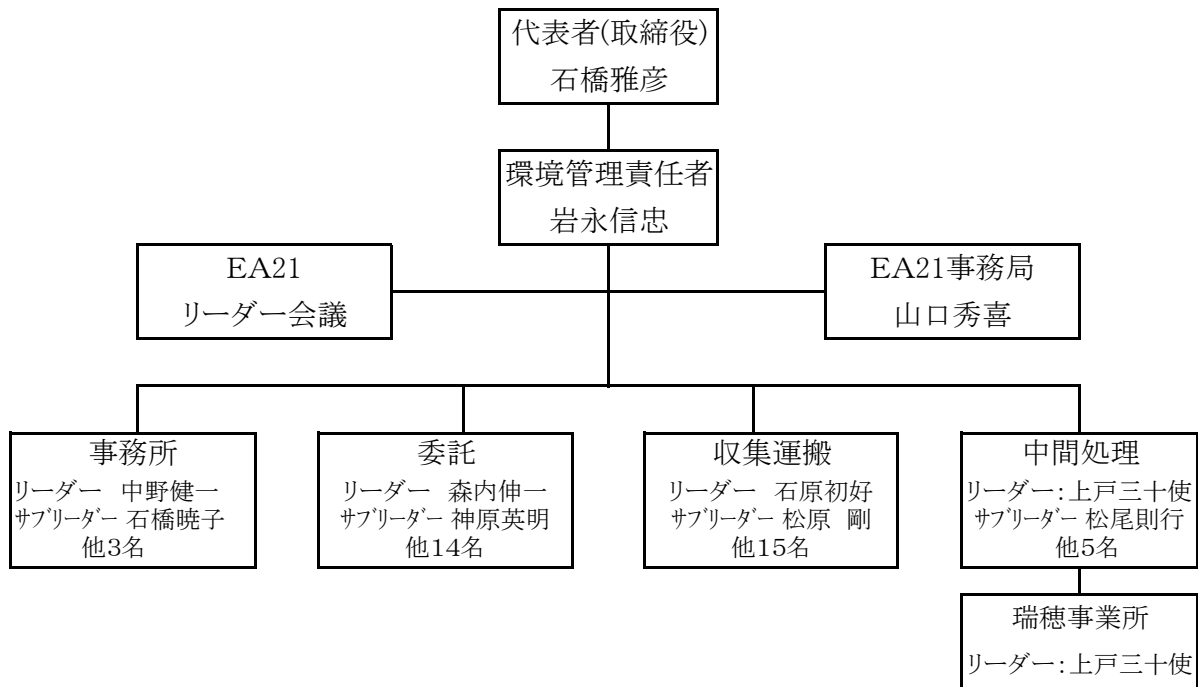 代表者(取締役)
石橋雅彦
環境管理責任者
岩永信忠
EA21
リーダー会議
EA21事務局
山口秀喜
事務所
リーダー 中野健一
サブリーダー 石橋暁子
他3名
委託
リーダー 森内伸一
サブリーダー 神原英明
他14名
収集運搬
リーダー 石原初好
サブリーダー 松原 剛
他15名
中間処理
リーダー:上戸三十使
サブリーダー 松尾則行
他5名
瑞穂事業所
リーダー:上戸三十使